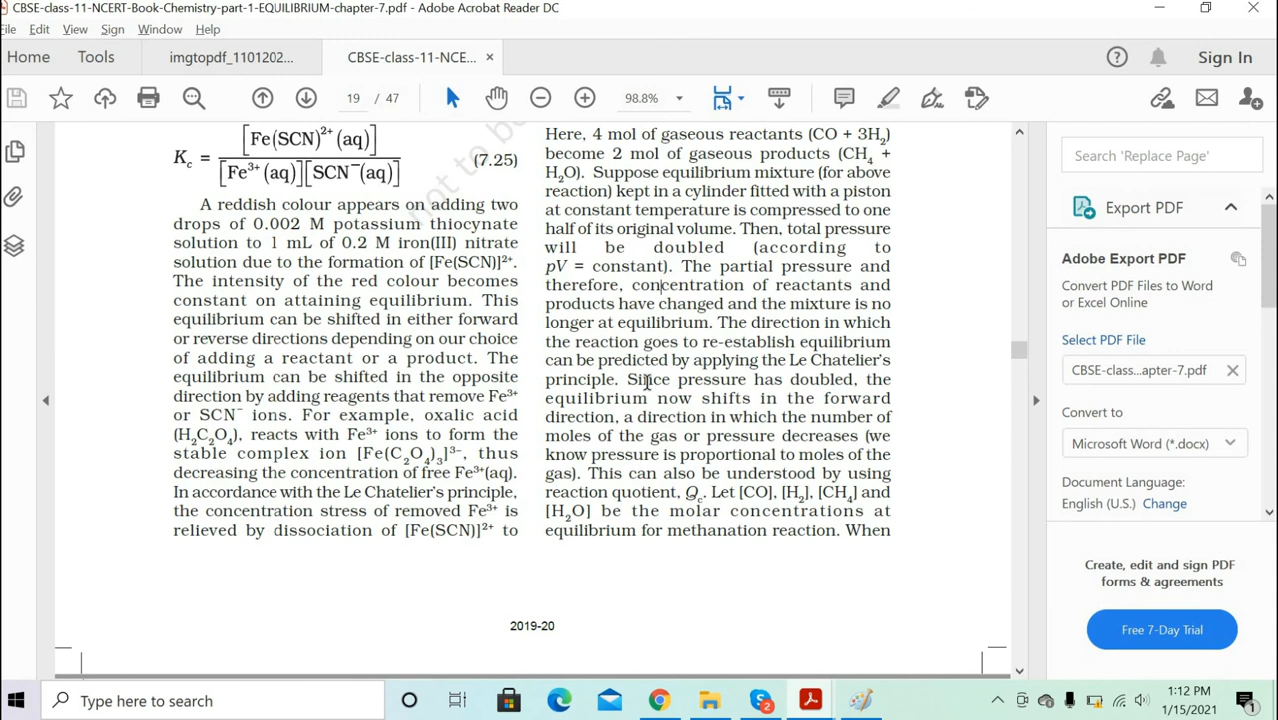 CBSE-class-11-NCERT-Book-Chemistry-part-1-EQUILIBRIUM-chapter-7.pdf - Adobe Acrobat Reader DC
File Edit View Sign Window Help
Home Tools imgtopdf_1101202... CBSE-class-11-NCE... × Sign In
19 / 47 98.8%
not to b
K_c = [Fe(SCN)²⁺(aq)] / [Fe³⁺(aq)][SCN⁻(aq)] (7.25)
A reddish colour appears on adding two
drops of 0.002 M potassium thiocynate
solution to 1 mL of 0.2 M iron(III) nitrate
solution due to the formation of [Fe(SCN)]²⁺.
The intensity of the red colour becomes
constant on attaining equilibrium. This
equilibrium can be shifted in either forward
or reverse directions depending on our choice
of adding a reactant or a product. The
equilibrium can be shifted in the opposite
direction by adding reagents that remove Fe³⁺
or SCN⁻ ions. For example, oxalic acid
(H₂C₂O₄), reacts with Fe³⁺ ions to form the
stable complex ion [Fe(C₂O₄)₃]³⁻, thus
decreasing the concentration of free Fe³⁺(aq).
In accordance with the Le Chatelier's principle,
the concentration stress of removed Fe³⁺ is
relieved by dissociation of [Fe(SCN)]²⁺ to
Here, 4 mol of gaseous reactants (CO + 3H₂)
become 2 mol of gaseous products (CH₄ +
H₂O). Suppose equilibrium mixture (for above
reaction) kept in a cylinder fitted with a piston
at constant temperature is compressed to one
half of its original volume. Then, total pressure
will be doubled (according to
pV = constant). The partial pressure and
therefore, concentration of reactants and
products have changed and the mixture is no
longer at equilibrium. The direction in which
the reaction goes to re-establish equilibrium
can be predicted by applying the Le Chatelier's
principle. Since pressure has doubled, the
equilibrium now shifts in the forward
direction, a direction in which the number of
moles of the gas or pressure decreases (we
know pressure is proportional to moles of the
gas). This can also be understood by using
reaction quotient, Q_c. Let [CO], [H₂], [CH₄] and
[H₂O] be the molar concentrations at
equilibrium for methanation reaction. When
2019-20
Search 'Replace Page'
Export PDF
Adobe Export PDF
Convert PDF Files to Word
or Excel Online
Select PDF File
CBSE-class...apter-7.pdf ×
Convert to
Microsoft Word (*.docx)
Document Language:
English (U.S.) Change
Create, edit and sign PDF
forms & agreements
Free 7-Day Trial
Type here to search
2
1:12 PM
1/15/2021
1